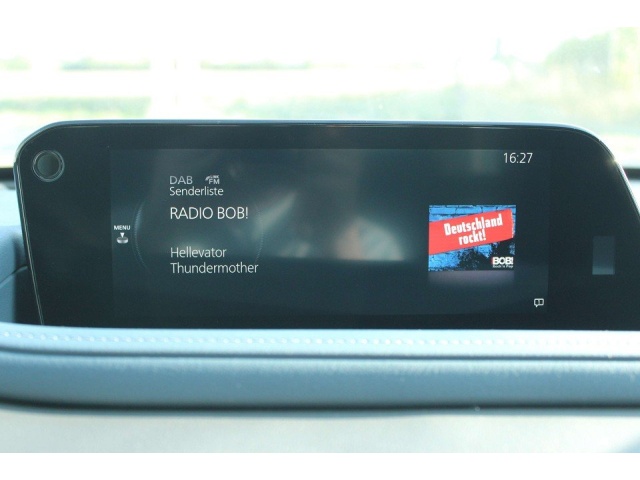 16:27
DAB FM
Senderliste
RADIO BOB!
MENU
Hellevator
Thundermother
Deutschland
rockt!
BOB!